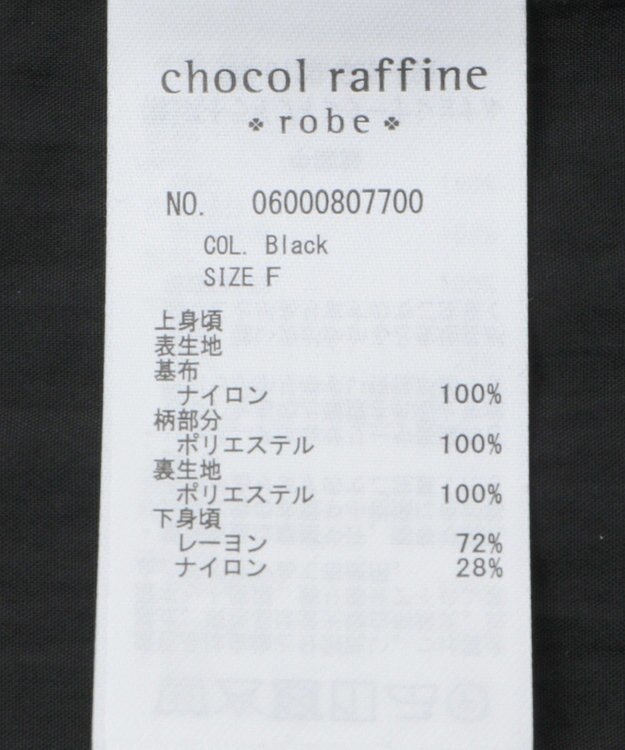 chocol raffine
robe
NO. 06000807700
COL. Black
SIZE F
上身頃
表生地
基布
ナイロン 100%
柄部分
ポリエステル 100%
裏生地
ポリエステル 100%
下身頃
レーヨン 72%
ナイロン 28%